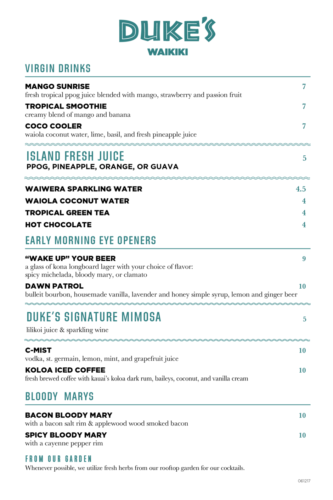 DUKE'S
WAIKIKI
VIRGIN DRINKS
MANGO SUNRISE 7
fresh tropical ppog juice blended with mango, strawberry and passion fruit
TROPICAL SMOOTHIE 7
creamy blend of mango and banana
COCO COOLER 7
waiola coconut water, lime, basil, and fresh pineapple juice
ISLAND FRESH JUICE 5
PPOG, PINEAPPLE, ORANGE, OR GUAVA
WAIWERA SPARKLING WATER 4.5
WAIOLA COCONUT WATER 4
TROPICAL GREEN TEA 4
HOT CHOCOLATE 4
EARLY MORNING EYE OPENERS
"WAKE UP" YOUR BEER 9
a glass of kona longboard lager with your choice of flavor:
spicy michelada, bloody mary, or clamato
DAWN PATROL 10
bulleit bourbon, housemade vanilla, lavender and honey simple syrup, lemon and ginger beer
DUKE'S SIGNATURE MIMOSA 5
lilikoi juice & sparkling wine
C-MIST 10
vodka, st. germain, lemon, mint, and grapefruit juice
KOLOA ICED COFFEE 10
fresh brewed coffee with kauai's koloa dark rum, baileys, coconut, and vanilla cream
BLOODY MARYS
BACON BLOODY MARY 10
with a bacon salt rim & applewood wood smoked bacon
SPICY BLOODY MARY 10
with a cayenne pepper rim
FROM OUR GARDEN
Whenever possible, we utilize fresh herbs from our rooftop garden for our cocktails.